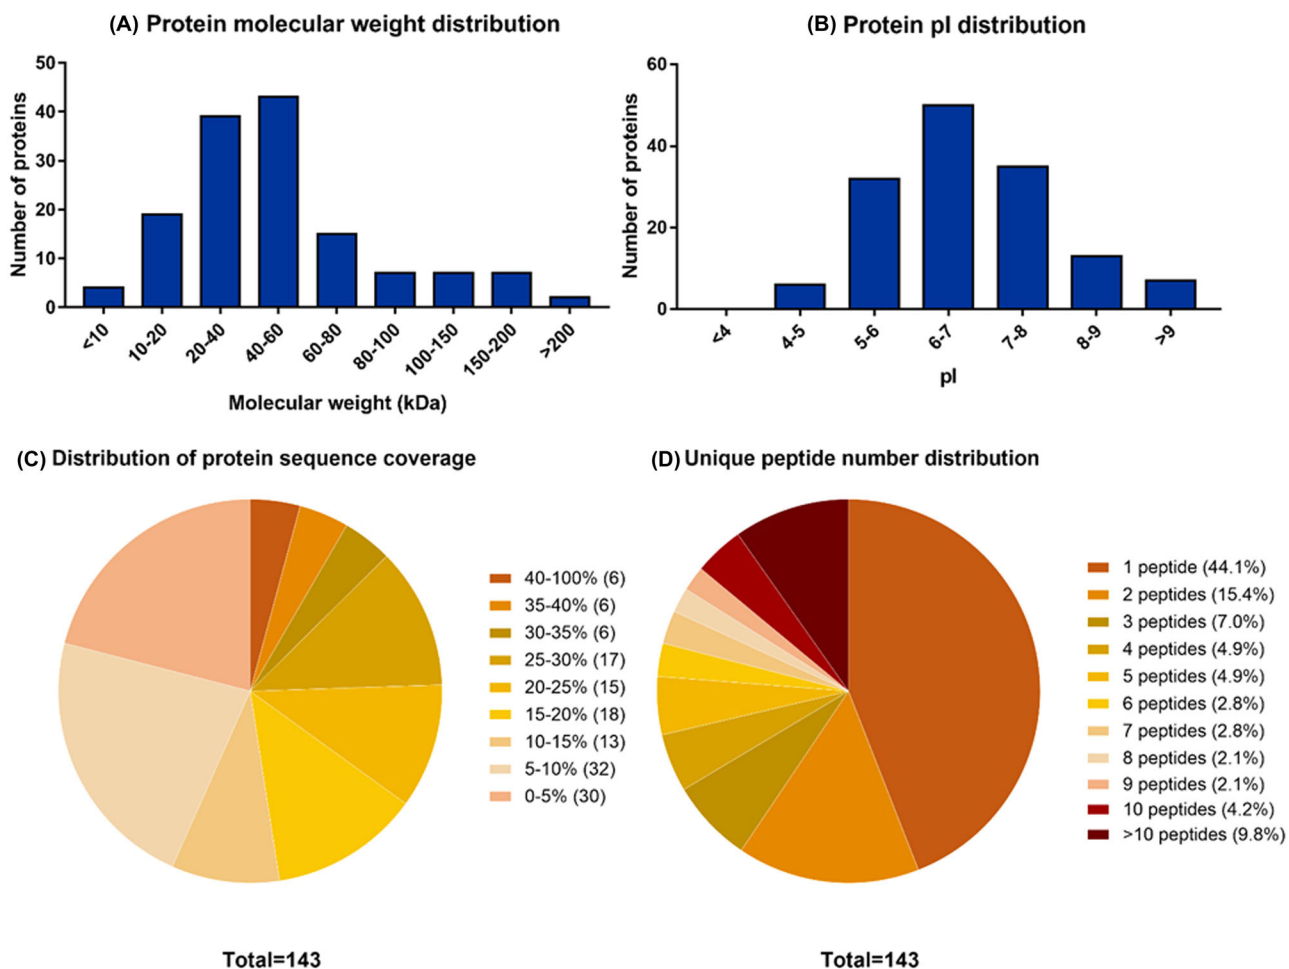 (A) Protein molecular weight distribution
Number of proteins
50
40
30
20
10
0
<10
10-20
20-40
40-60
60-80
80-100
100-150
150-200
>200
Molecular weight (kDa)
(B) Protein pI distribution
Number of proteins
60
40
20
0
<4
4-5
5-6
6-7
7-8
8-9
>9
pI
(C) Distribution of protein sequence coverage
40-100% (6)
35-40% (6)
30-35% (6)
25-30% (17)
20-25% (15)
15-20% (18)
10-15% (13)
5-10% (32)
0-5% (30)
Total=143
(D) Unique peptide number distribution
1 peptide (44.1%)
2 peptides (15.4%)
3 peptides (7.0%)
4 peptides (4.9%)
5 peptides (4.9%)
6 peptides (2.8%)
7 peptides (2.8%)
8 peptides (2.1%)
9 peptides (2.1%)
10 peptides (4.2%)
>10 peptides (9.8%)
Total=143